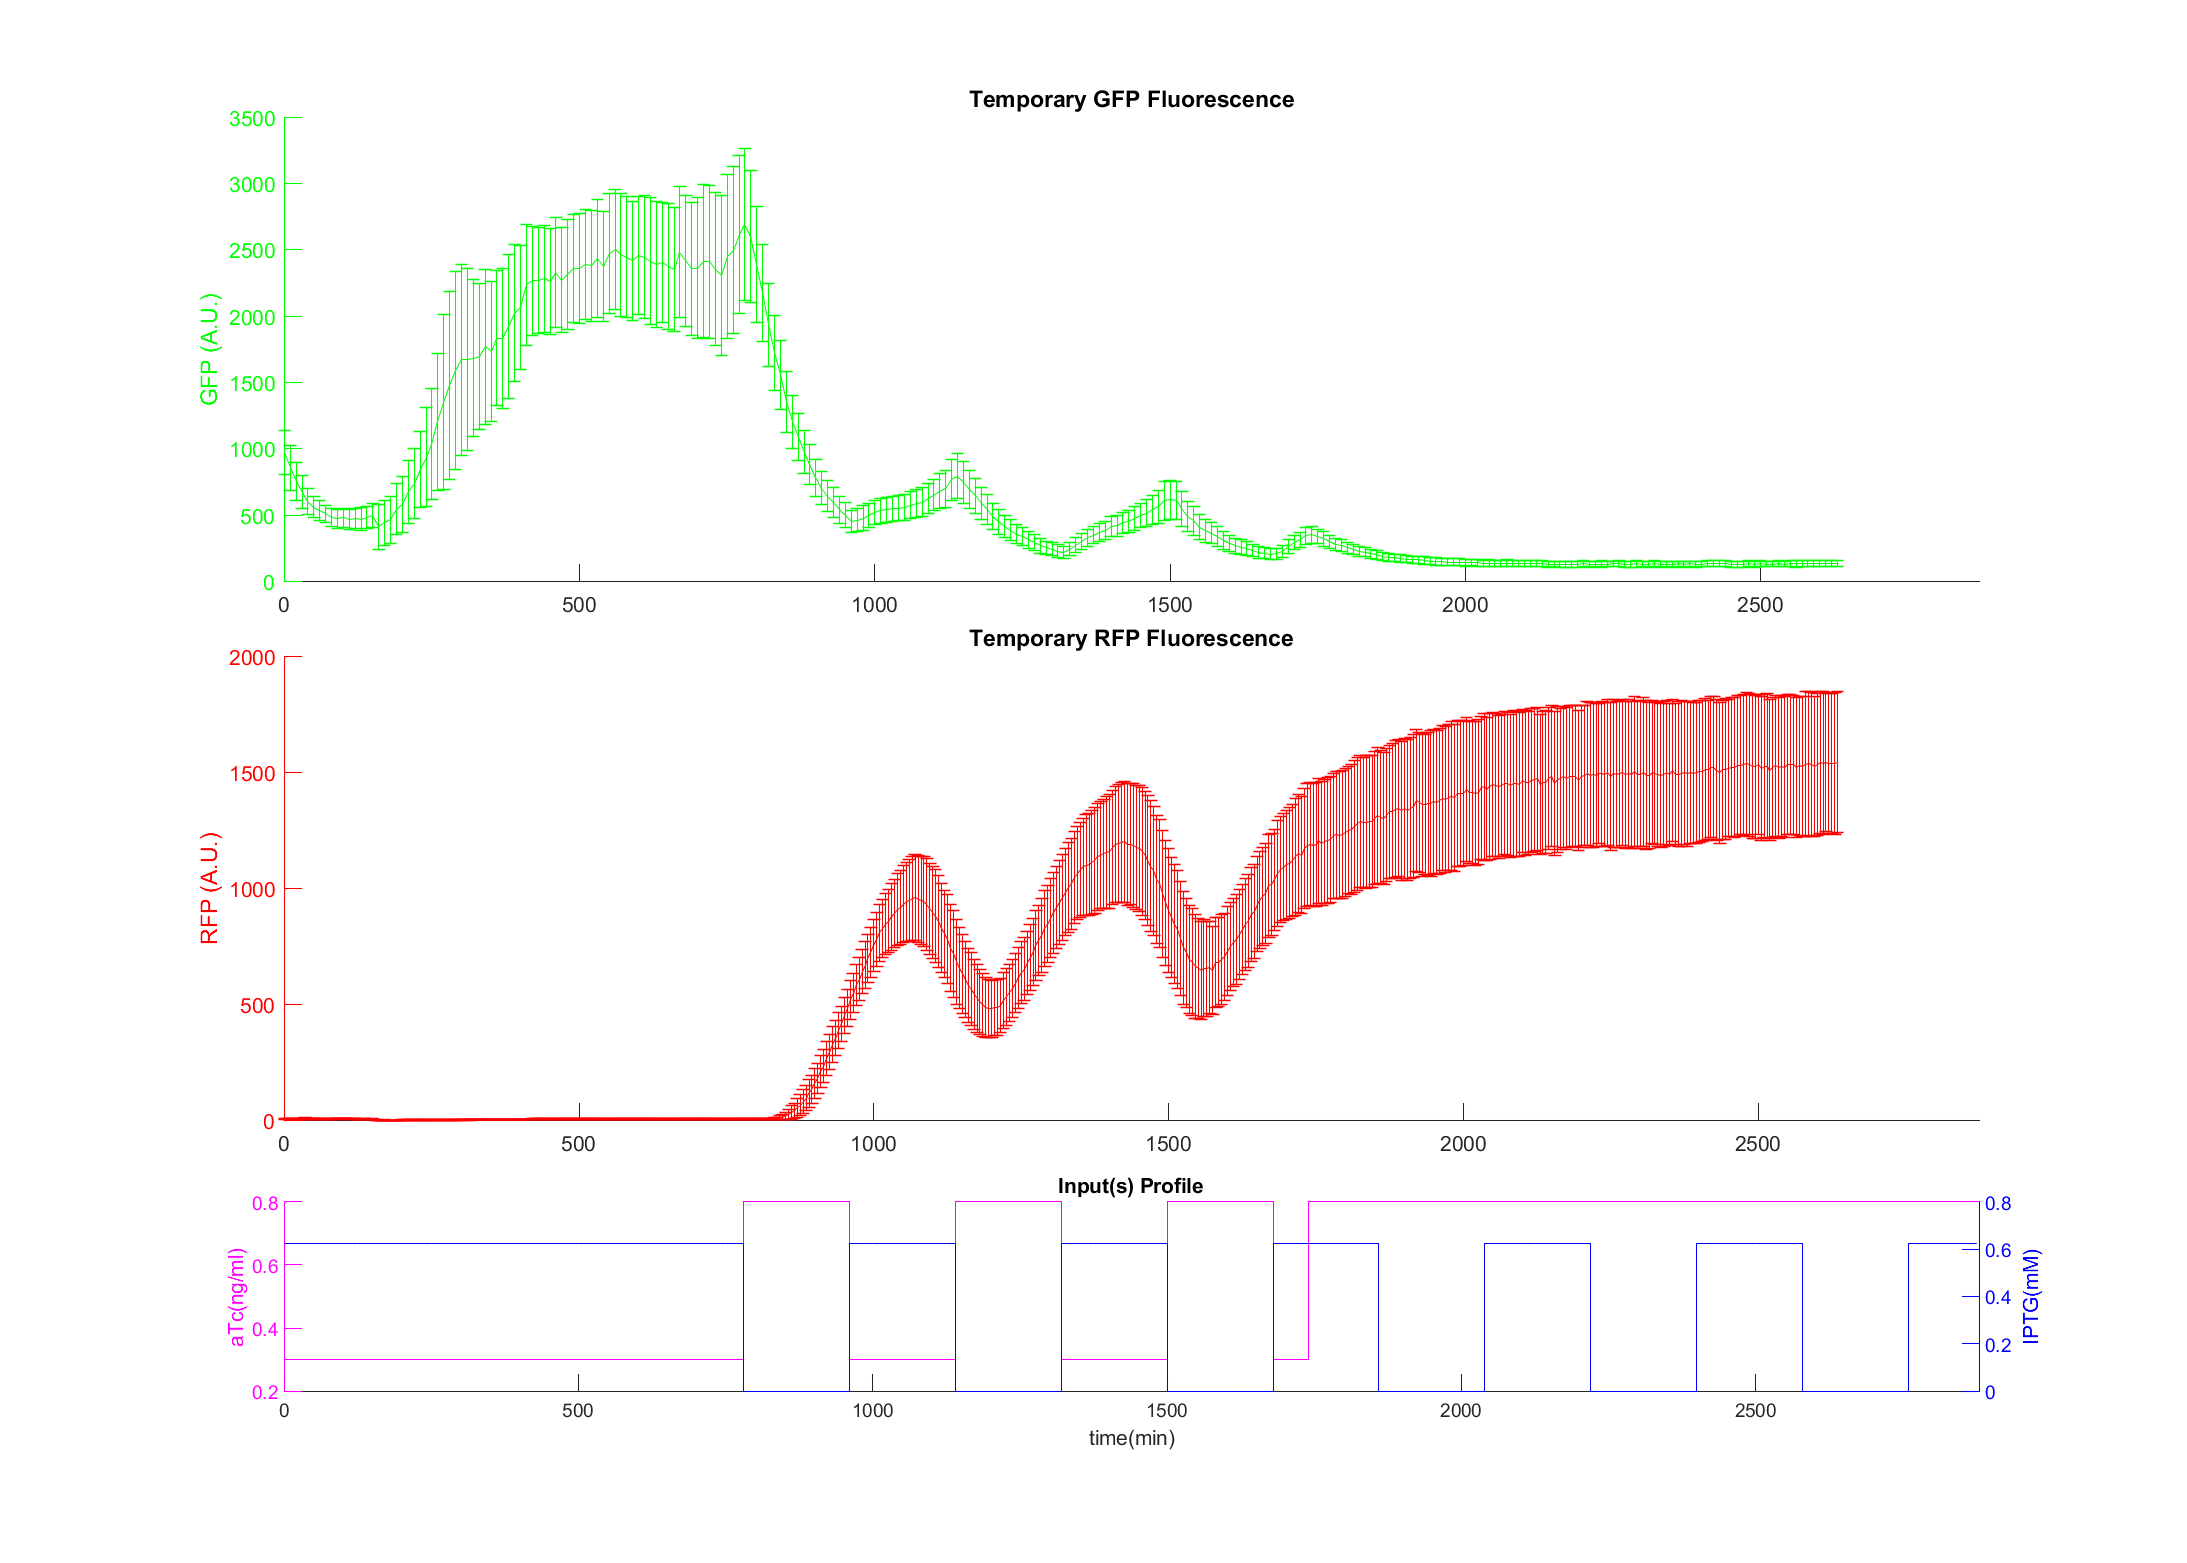 Temporary GFP Fluorescence
3500
3000
2500
2000
1500
1000
500
0
GFP (A.U.)
0 500 1000 1500 2000 2500
Temporary RFP Fluorescence
2000
1500
1000
500
0
RFP (A.U.)
0 500 1000 1500 2000 2500
Input(s) Profile
0.8
0.6
0.4
0.2
aTc(ng/ml)
0.8
0.6
0.4
0.2
0
IPTG(mM)
0 500 1000 1500 2000 2500
time(min)